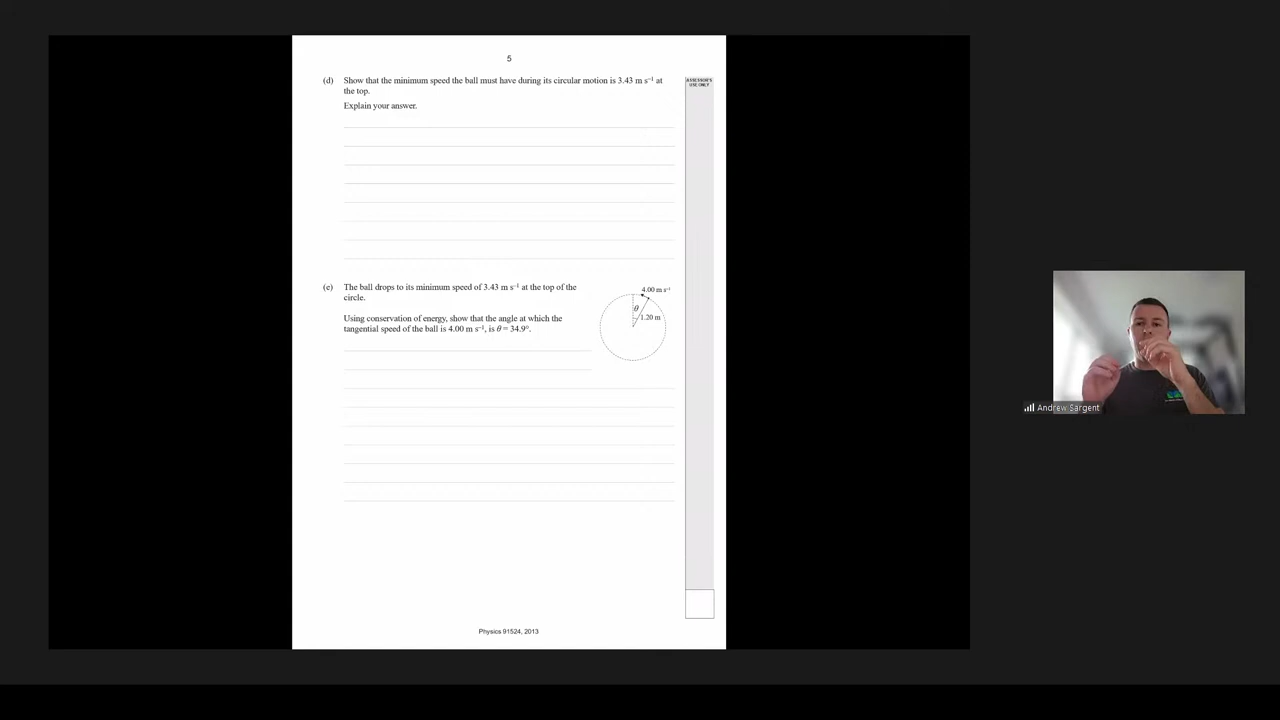 5
(d) Show that the minimum speed the ball must have during its circular motion is 3.43 m s⁻¹ at
the top.
Explain your answer.
ASSESSOR'S
USE ONLY
(e) The ball drops to its minimum speed of 3.43 m s⁻¹ at the top of the
circle.
Using conservation of energy, show that the angle at which the
tangential speed of the ball is 4.00 m s⁻¹, is θ = 34.9°.
4.00 m s⁻¹
θ
1.20 m
Physics 91524, 2013
Andrew Sargent